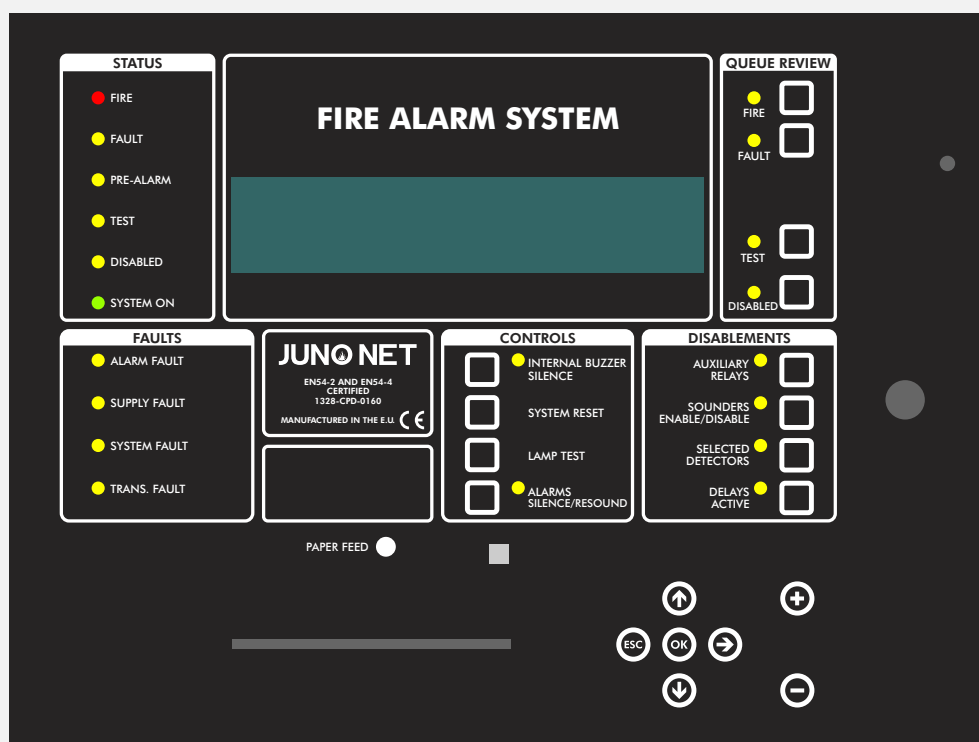 STATUS
FIRE
FAULT
PRE-ALARM
TEST
DISABLED
SYSTEM ON
FIRE ALARM SYSTEM
QUEUE REVIEW
FIRE
FAULT
TEST
DISABLED
FAULTS
ALARM FAULT
SUPPLY FAULT
SYSTEM FAULT
TRANS. FAULT
JUNO NET
EN54-2 AND EN54-4
CERTIFIED
1328-CPD-0160
MANUFACTURED IN THE E.U. CE
CONTROLS
INTERNAL BUZZER
SILENCE
SYSTEM RESET
LAMP TEST
ALARMS
SILENCE/RESOUND
DISABLEMENTS
AUXILIARY
RELAYS
SOUNDERS
ENABLE/DISABLE
SELECTED
DETECTORS
DELAYS
ACTIVE
PAPER FEED
ESC
OK